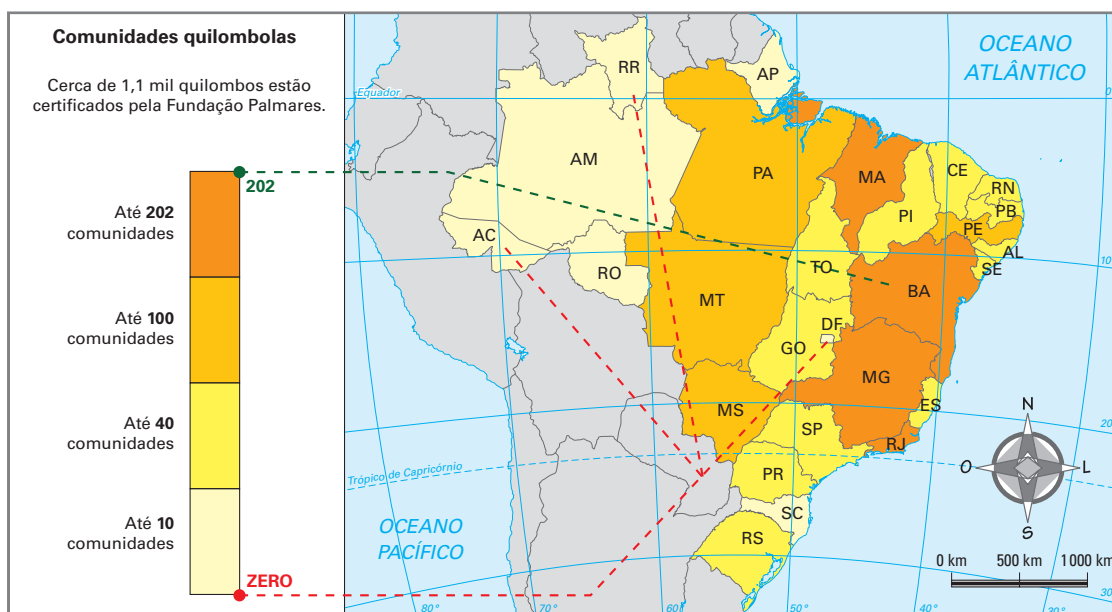 Comunidades quilombolas
Cerca de 1,1 mil quilombos estão
certificados pela Fundação Palmares.
202
Até 202
comunidades
Até 100
comunidades
Até 40
comunidades
Até 10
comunidades
ZERO
OCEANO
ATLÂNTICO
Equador
RR
AP
AM
PA
MA
CE
RN
PB
PI
PE
AL
SE
AC
RO
TO
BA
MT
DF
GO
MG
ES
MS
SP
RJ
PR
SC
RS
Trópico de Capricórnio
OCEANO
PACÍFICO
N
O
L
S
0 km
500 km
1 000 km
0
10
20
30
80°
70°
60°
50°
40°
30°